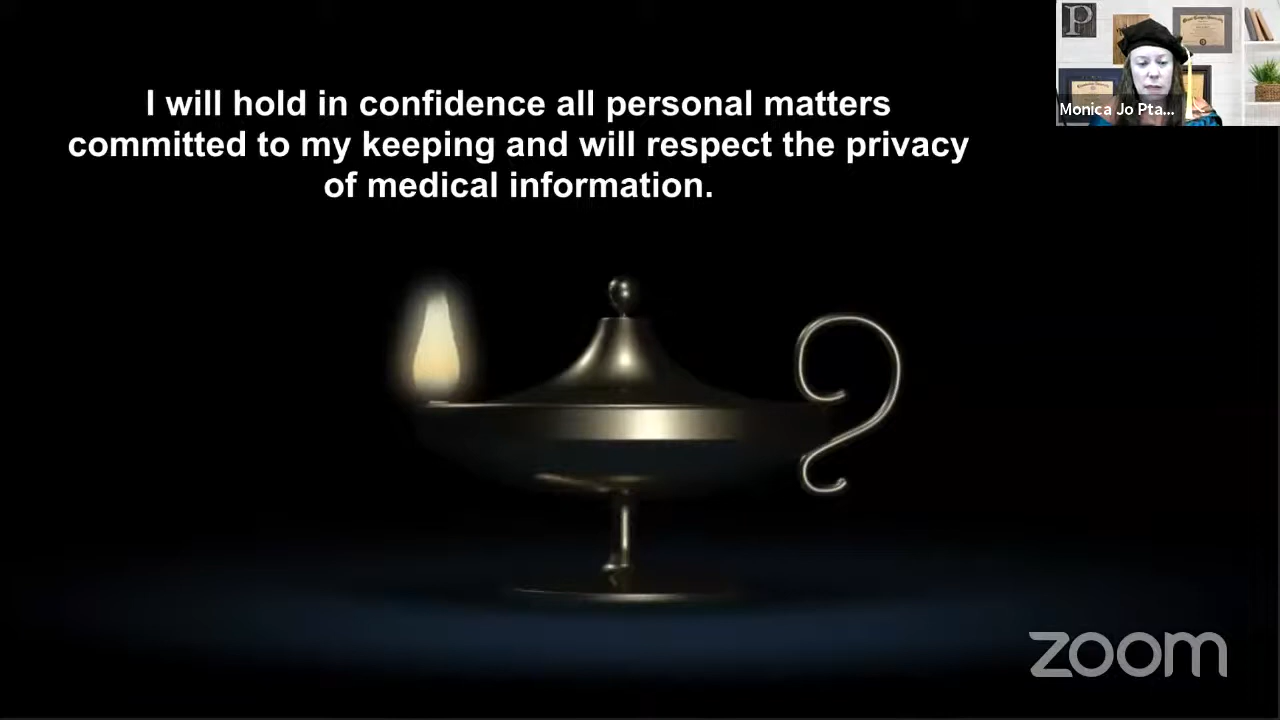 I will hold in confidence all personal matters
committed to my keeping and will respect the privacy
of medical information.
P
Monica Jo Pta...
zoom